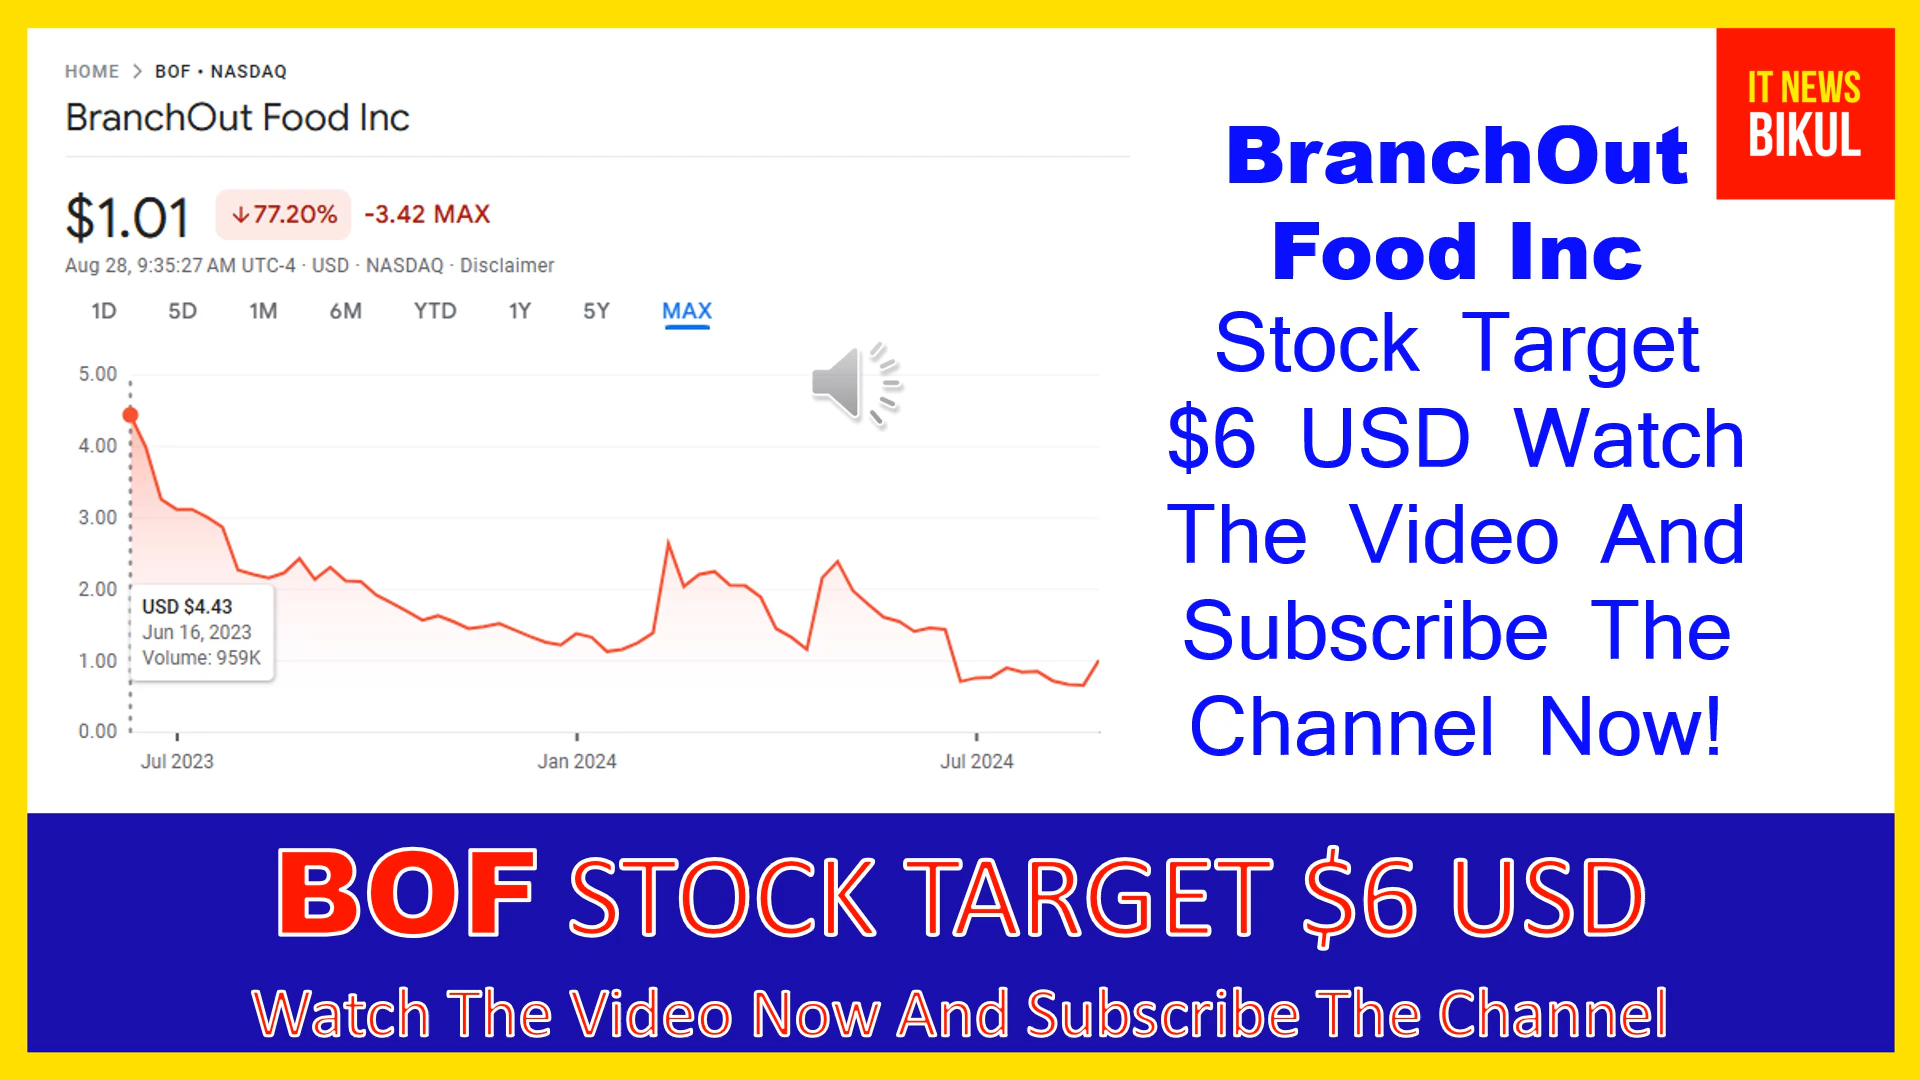 HOME > BOF • NASDAQ
BranchOut Food Inc
$1.01 ↓77.20% -3.42 MAX
Aug 28, 9:35:27 AM UTC-4 · USD · NASDAQ · Disclaimer
1D 5D 1M 6M YTD 1Y 5Y MAX
5.00
4.00
3.00
2.00
1.00
0.00
USD $4.43
Jun 16, 2023
Volume: 959K
Jul 2023 Jan 2024 Jul 2024
IT NEWS
BIKUL
BranchOut
Food Inc
Stock Target
$6 USD Watch
The Video And
Subscribe The
Channel Now!
BOF STOCK TARGET $6 USD
Watch The Video Now And Subscribe The Channel